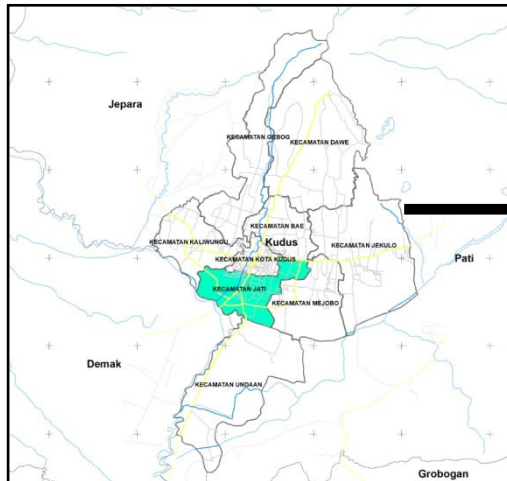 Jepara
KECAMATAN GEBOG
KECAMATAN DAWE
KECAMATAN BAE
KECAMATAN KALIWUNGU
Kudus
KECAMATAN JEKULO
KECAMATAN KOTA KUDUS
Pati
KECAMATAN JATI
KECAMATAN MEJOBO
Demak
KECAMATAN UNDAAN
Grobogan